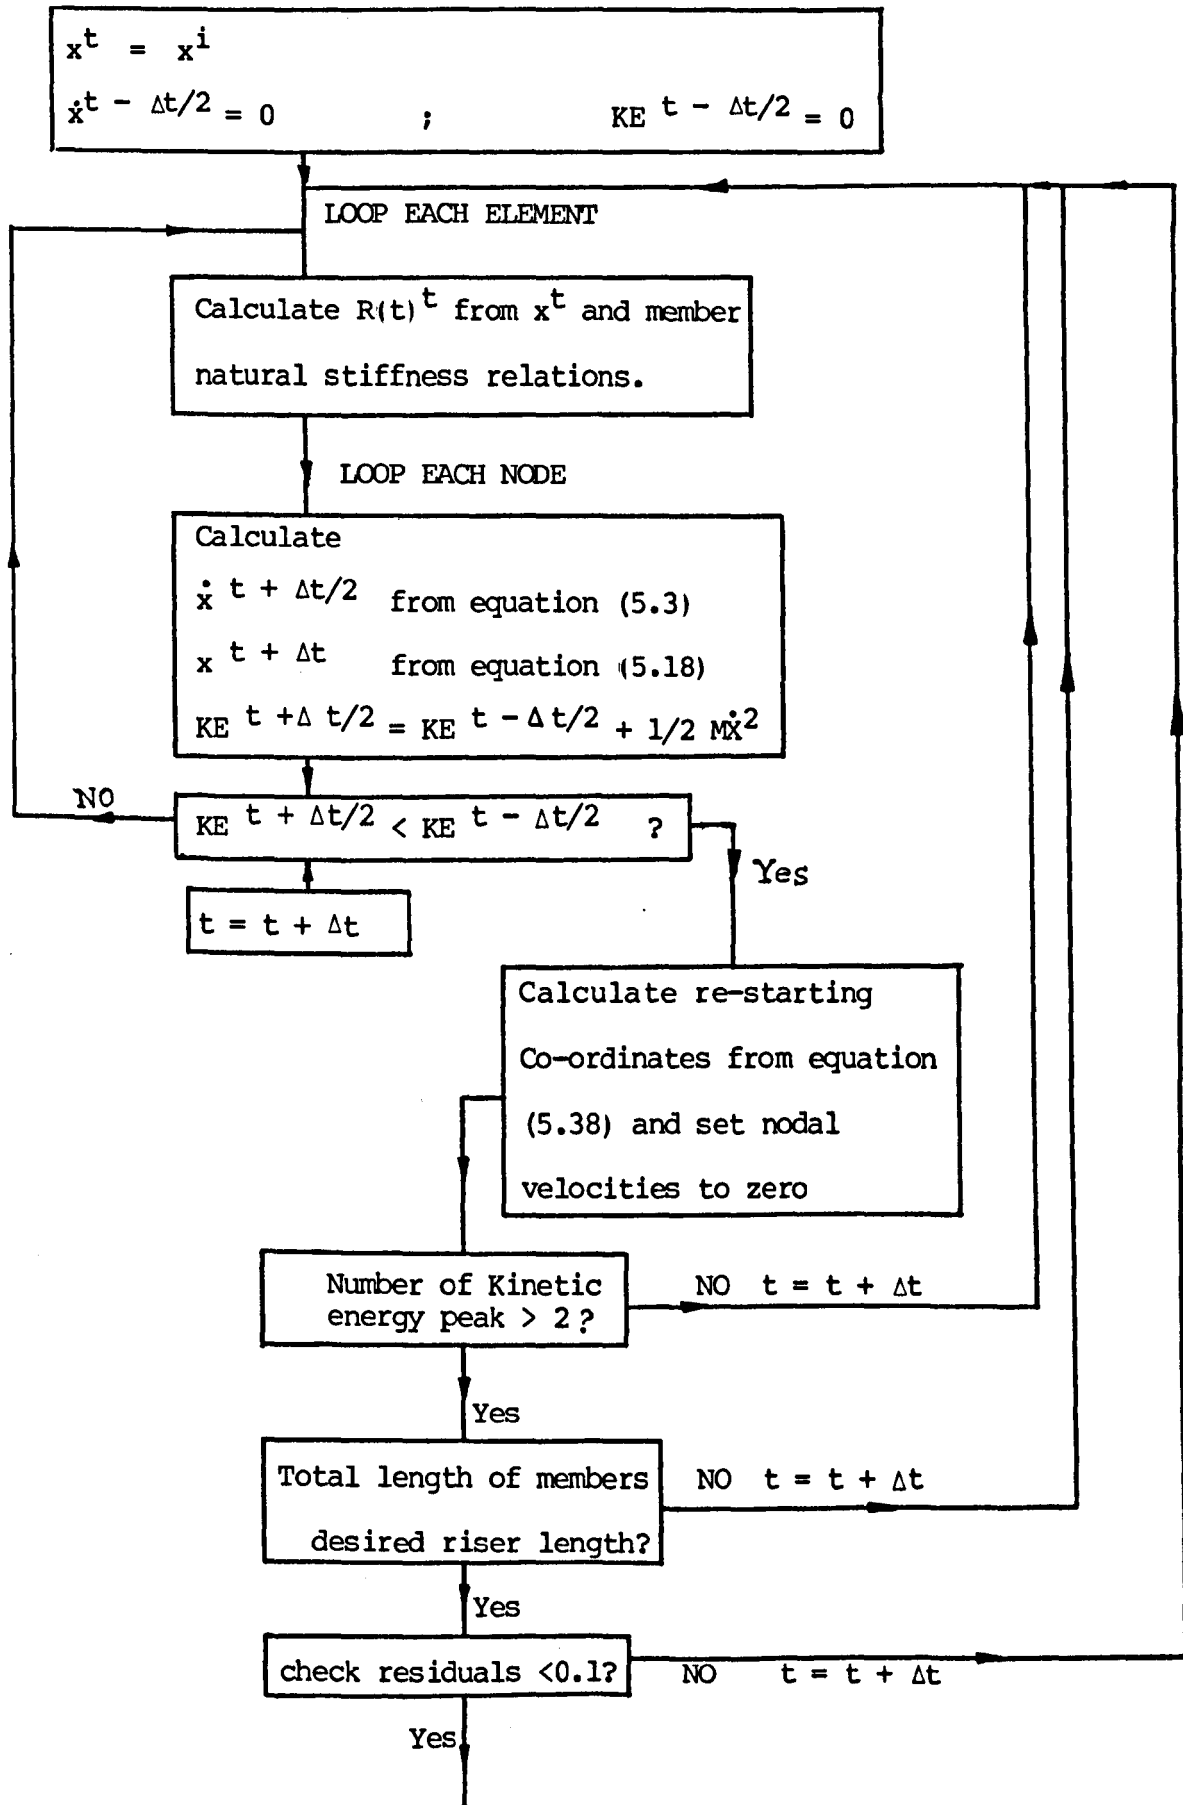 x^t = x^i
ẋ^t - Δt/2 = 0 ; KE^t - Δt/2 = 0
LOOP EACH ELEMENT
Calculate R(t)^t from x^t and member
natural stiffness relations.
LOOP EACH NODE
Calculate
ẋ^t + Δt/2 from equation (5.3)
x^t + Δt from equation (5.18)
KE^t +Δ t/2 = KE^t - Δt/2 + 1/2 MẊ²
NO
KE^t + Δt/2 < KE^t - Δt/2 ?
Yes
t = t + Δt
Calculate re-starting
Co-ordinates from equation
(5.38) and set nodal
velocities to zero
Number of Kinetic
energy peak > 2?
NO t = t + Δt
Yes
Total length of members
desired riser length?
NO t = t + Δt
Yes
check residuals <0.1?
NO t = t + Δt
Yes